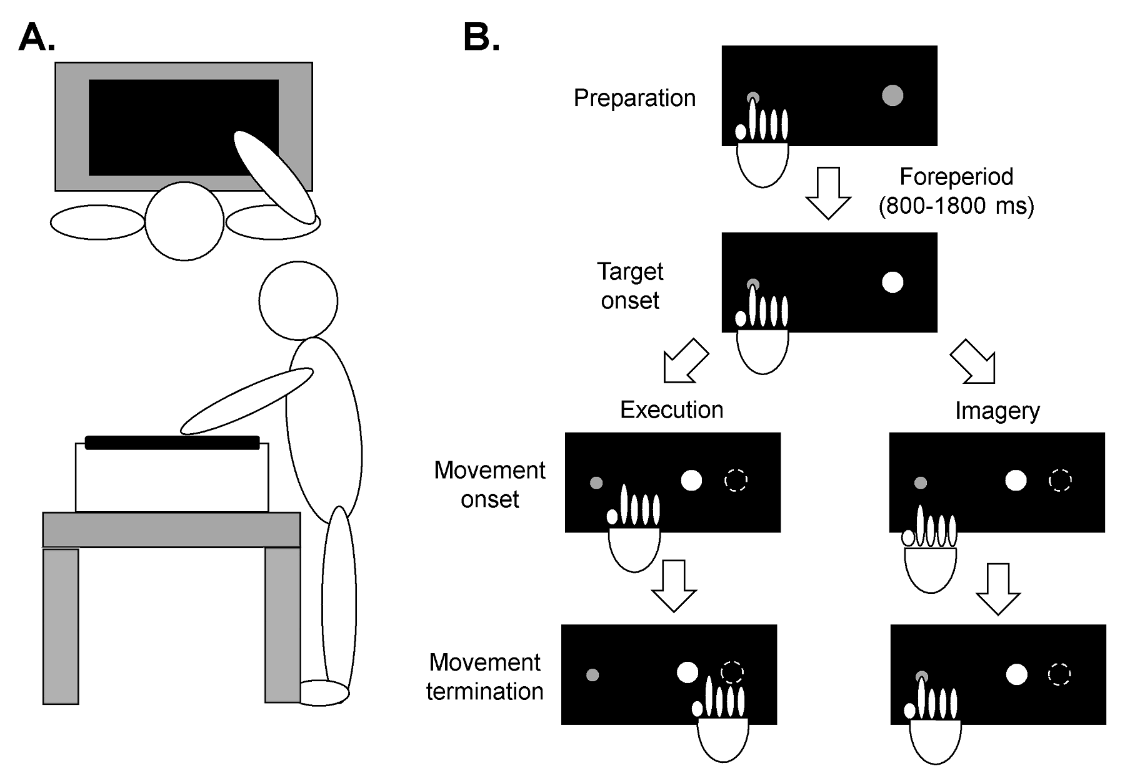 A.
B.
Preparation
Foreperiod
(800-1800 ms)
Target
onset
Execution
Imagery
Movement
onset
Movement
termination